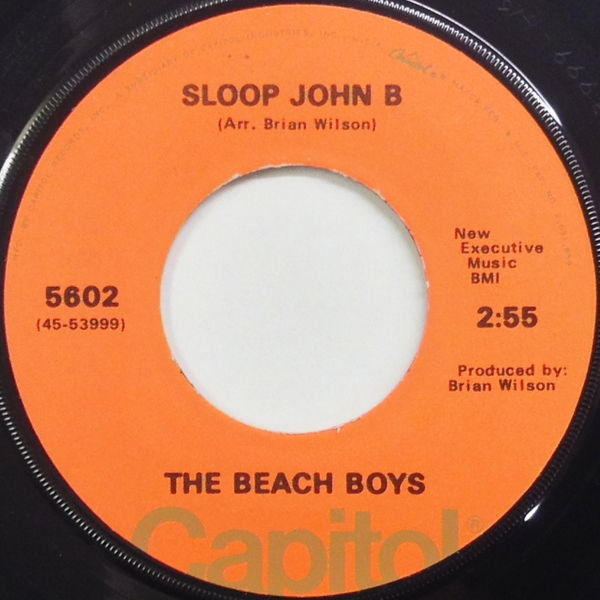 SLOOP JOHN B
(Arr. Brian Wilson)
New
Executive
Music
BMI
5602
(45-53999)
2:55
Produced by:
Brian Wilson
THE BEACH BOYS
Capitol®
Capitol